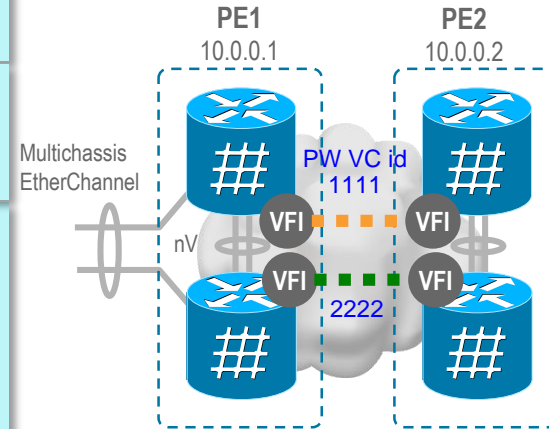 PE1
10.0.0.1
PE2
10.0.0.2
Multichassis
EtherChannel
PW VC id
1111
VFI
VFI
nV
VFI
VFI
2222